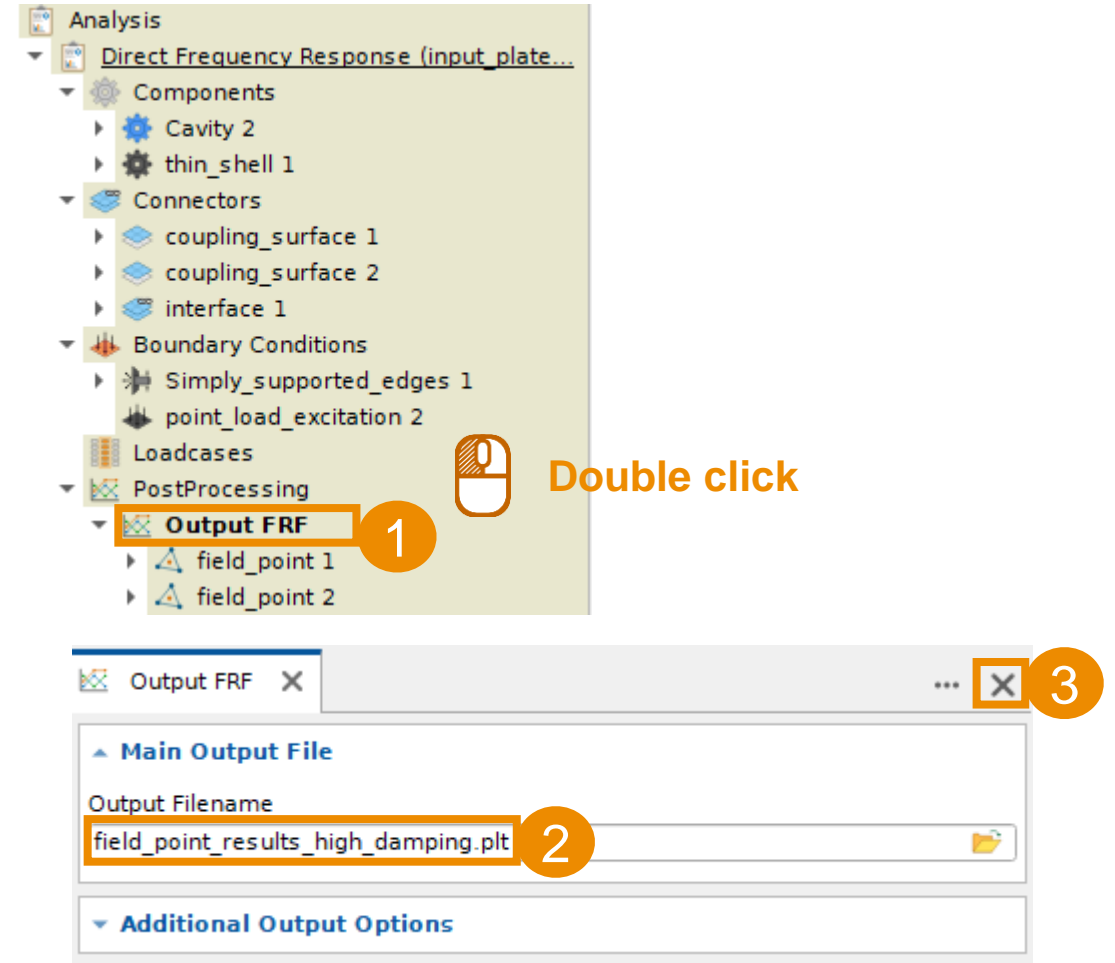 Analysis
Direct Frequency Response (input_plate...
Components
Cavity 2
thin_shell 1
Connectors
coupling_surface 1
coupling_surface 2
interface 1
Boundary Conditions
Simply_supported_edges 1
point_load_excitation 2
Loadcases
Double click
PostProcessing
Output FRF
1
field_point 1
field_point 2
Output FRF
...
3
Main Output File
Output Filename
field_point_results_high_damping.plt
2
Additional Output Options